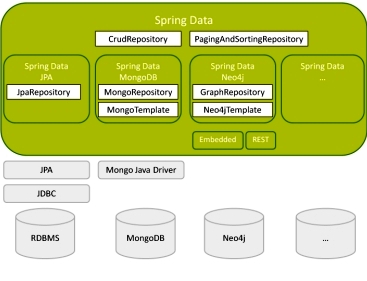 Spring Data
CrudRepository
PagingAndSortingRepository
Spring Data
JPA
JpaRepository
Spring Data
MongoDB
MongoRepository
MongoTemplate
Spring Data
Neo4j
GraphRepository
Neo4jTemplate
Spring Data
...
Embedded
REST
JPA
Mongo Java Driver
JDBC
RDBMS
MongoDB
Neo4j
...